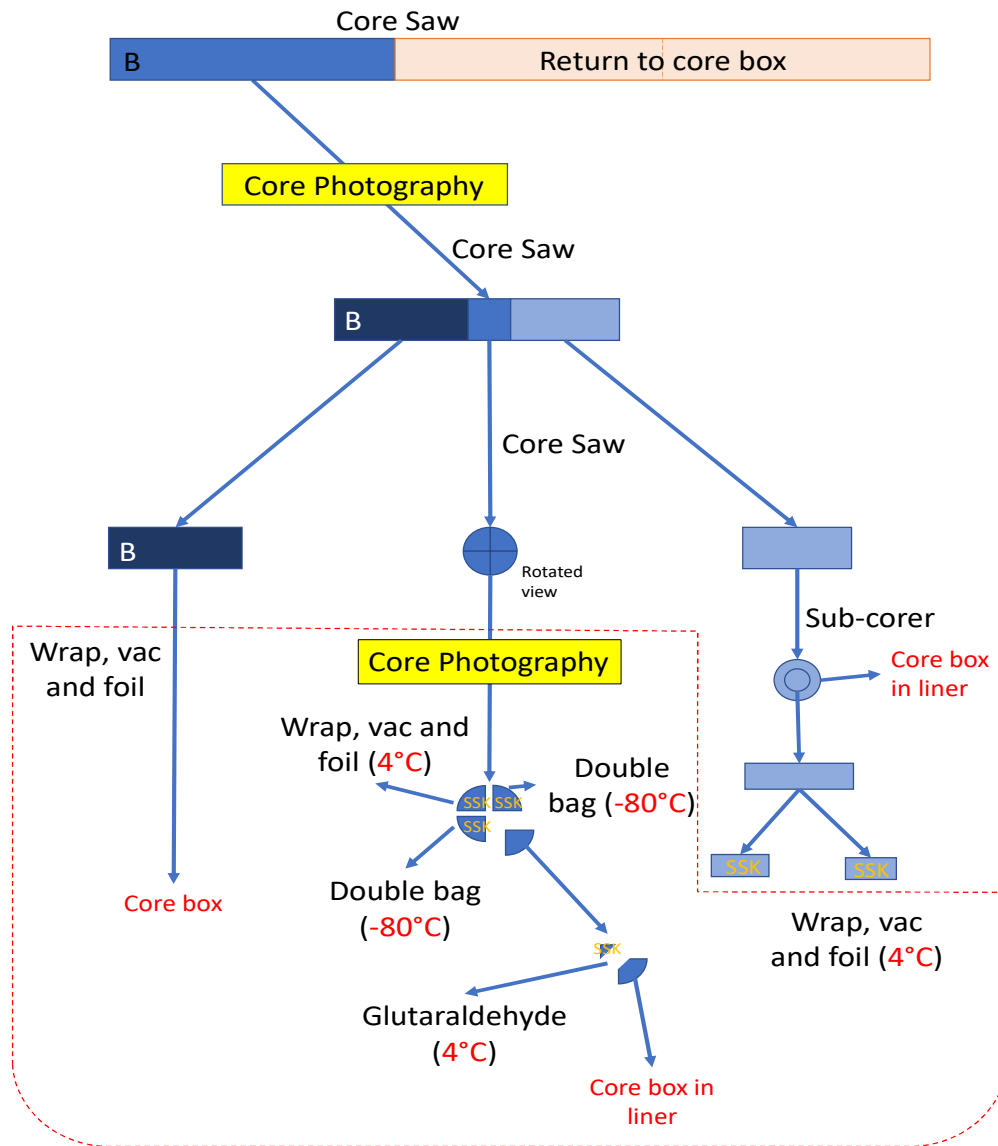 Core Saw
B
Return to core box
Core Photography
Core Saw
B
Core Saw
B
Rotated
view
Sub-corer
Wrap, vac
and foil
Core Photography
Core box
in liner
Wrap, vac and
foil (4°C)
Double
bag (-80°C)
SSK
SSK
SSK
SSK
SSK
Double bag
(-80°C)
Core box
Wrap, vac
and foil (4°C)
SSK
Glutaraldehyde
(4°C)
Core box in
liner